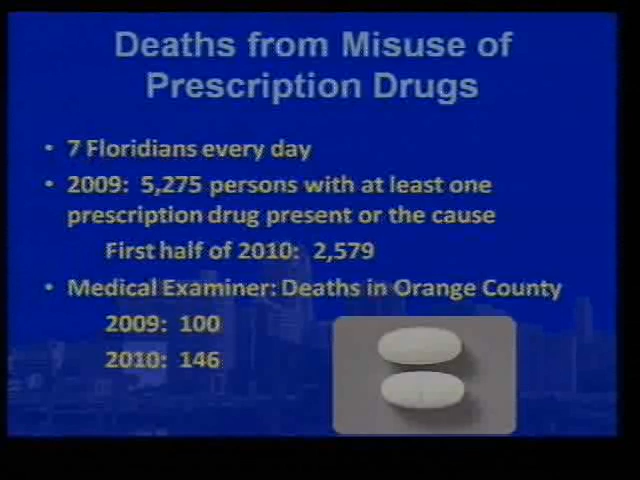 Deaths from Misuse of
Prescription Drugs
• 7 Floridians every day
• 2009: 5,275 persons with at least one
prescription drug present or the cause
First half of 2010: 2,579
• Medical Examiner: Deaths in Orange County
2009: 100
2010: 146